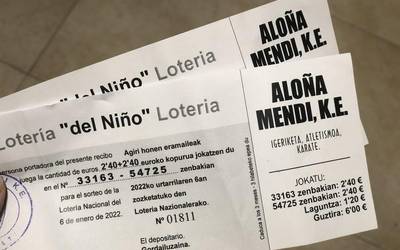 "del Niño" Loteria
ALOÑA
MENDI, K.E.
Lotería "del Niño" Loteria
persona portadora del presente recibo
Agiri honen eramaileak
juega la cantidad de euros: 2'40+2'40 euroko kopurua jokatzen du
en el Nº 33163 - 54725 zenbakian
para el sorteo de la
Lotería Nacional del
6 de enero de 2022.
2022ko urtarrilaren 6an
zozketatuko den
Loteria Nazionalerako.
Nº 01811
El depositario.
Gordailuzaina.
ALOÑA
MENDI, K.E.
IGERIKETA, ATLETISMOA,
KARATE.
JOKATU:
33163 zenbakian: 2'40 €
54725 zenbakian: 2'40 €
Laguntza: 1'20 €
Guztira: 6'00 €